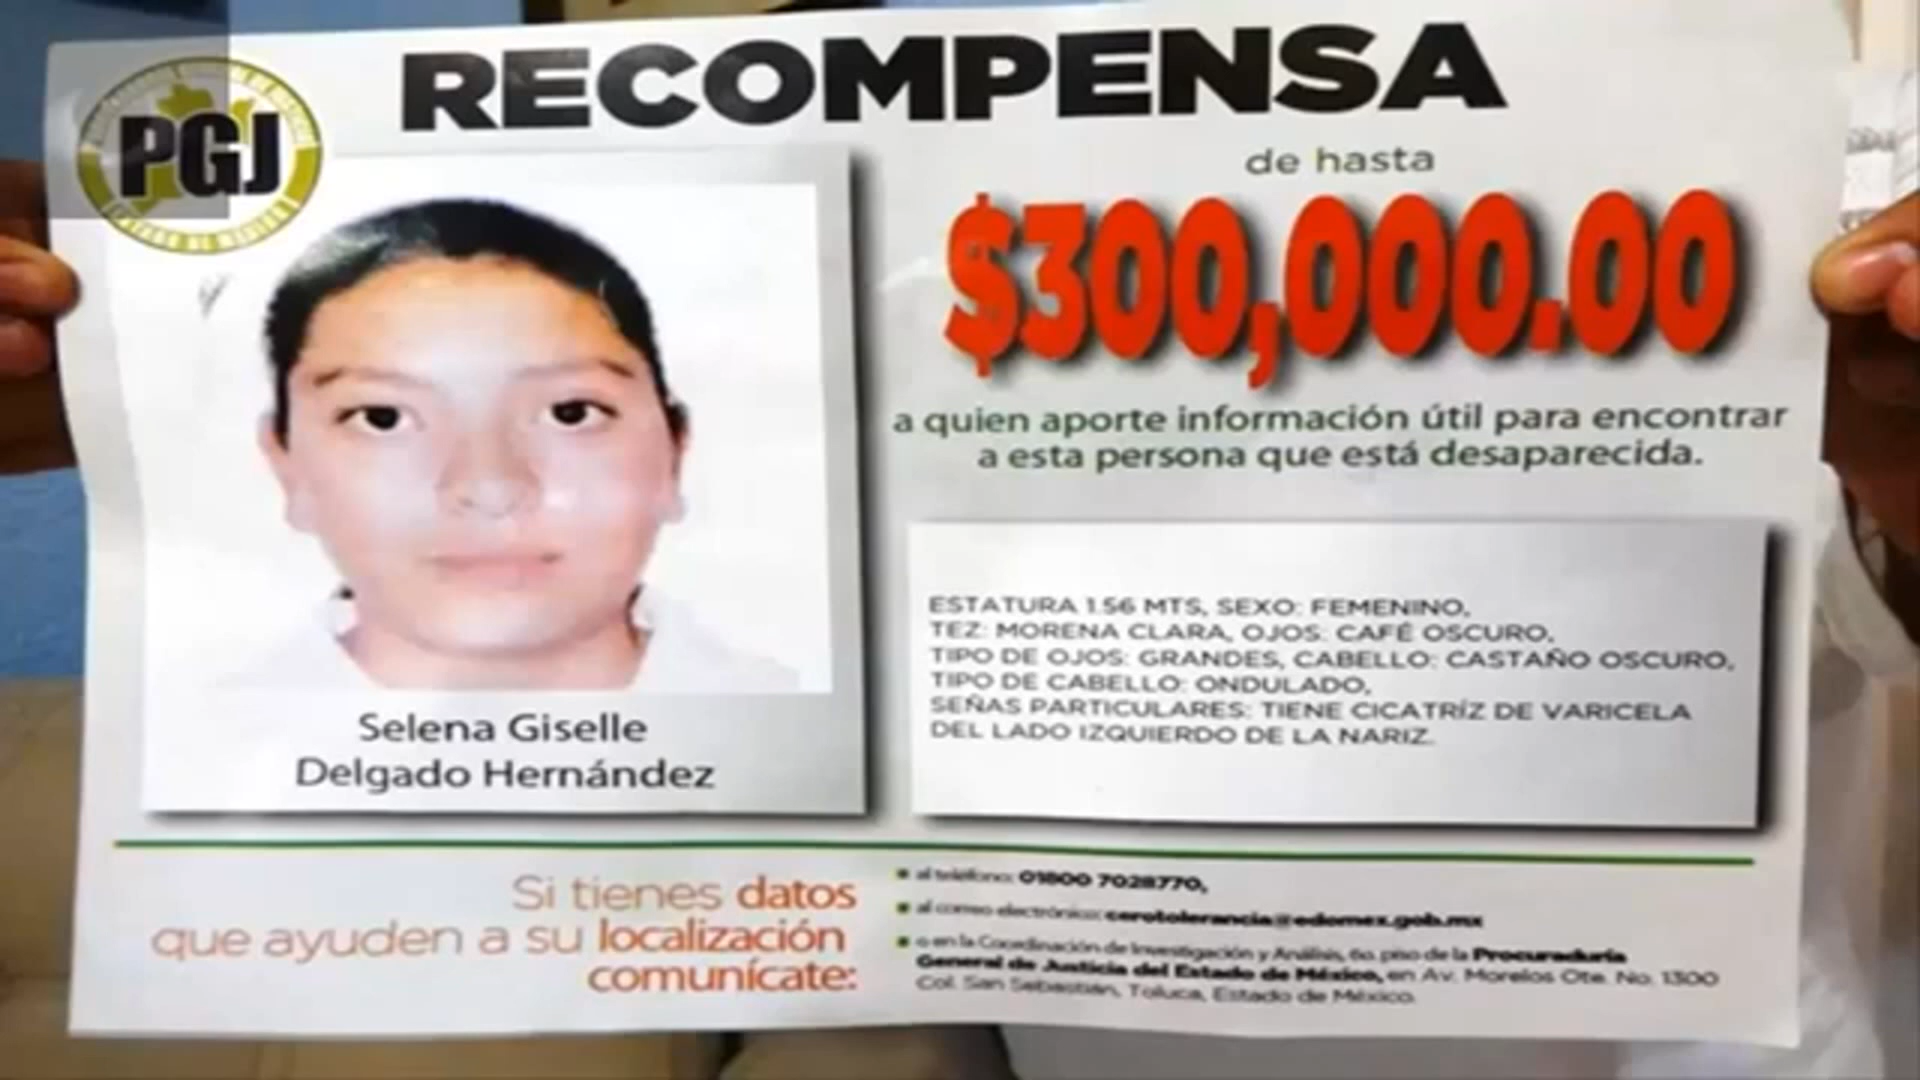 PGJ
RECOMPENSA
de hasta
$300,000.00
a quien aporte información útil para encontrar
a esta persona que está desaparecida.
Selena Giselle
Delgado Hernández
ESTATURA 1.56 MTS, SEXO: FEMENINO,
TEZ: MORENA CLARA, OJOS: CAFÉ OSCURO,
TIPO DE OJOS: GRANDES, CABELLO: CASTAÑO OSCURO,
TIPO DE CABELLO: ONDULADO,
SEÑAS PARTICULARES: TIENE CICATRÍZ DE VARICELA
DEL LADO IZQUIERDO DE LA NARIZ.
Si tienes datos
que ayuden a su localización
comunícate:
al teléfono: 01800 7028770,
al correo electrónico: cerotolerancia@edomex.gob.mx
o en la Coordinación de Investigación y Análisis, 6o. piso de la Procuraduría
General de Justicia del Estado de México, en Av. Morelos Ote. No. 1300
Col. San Sebastián, Toluca, Estado de México.